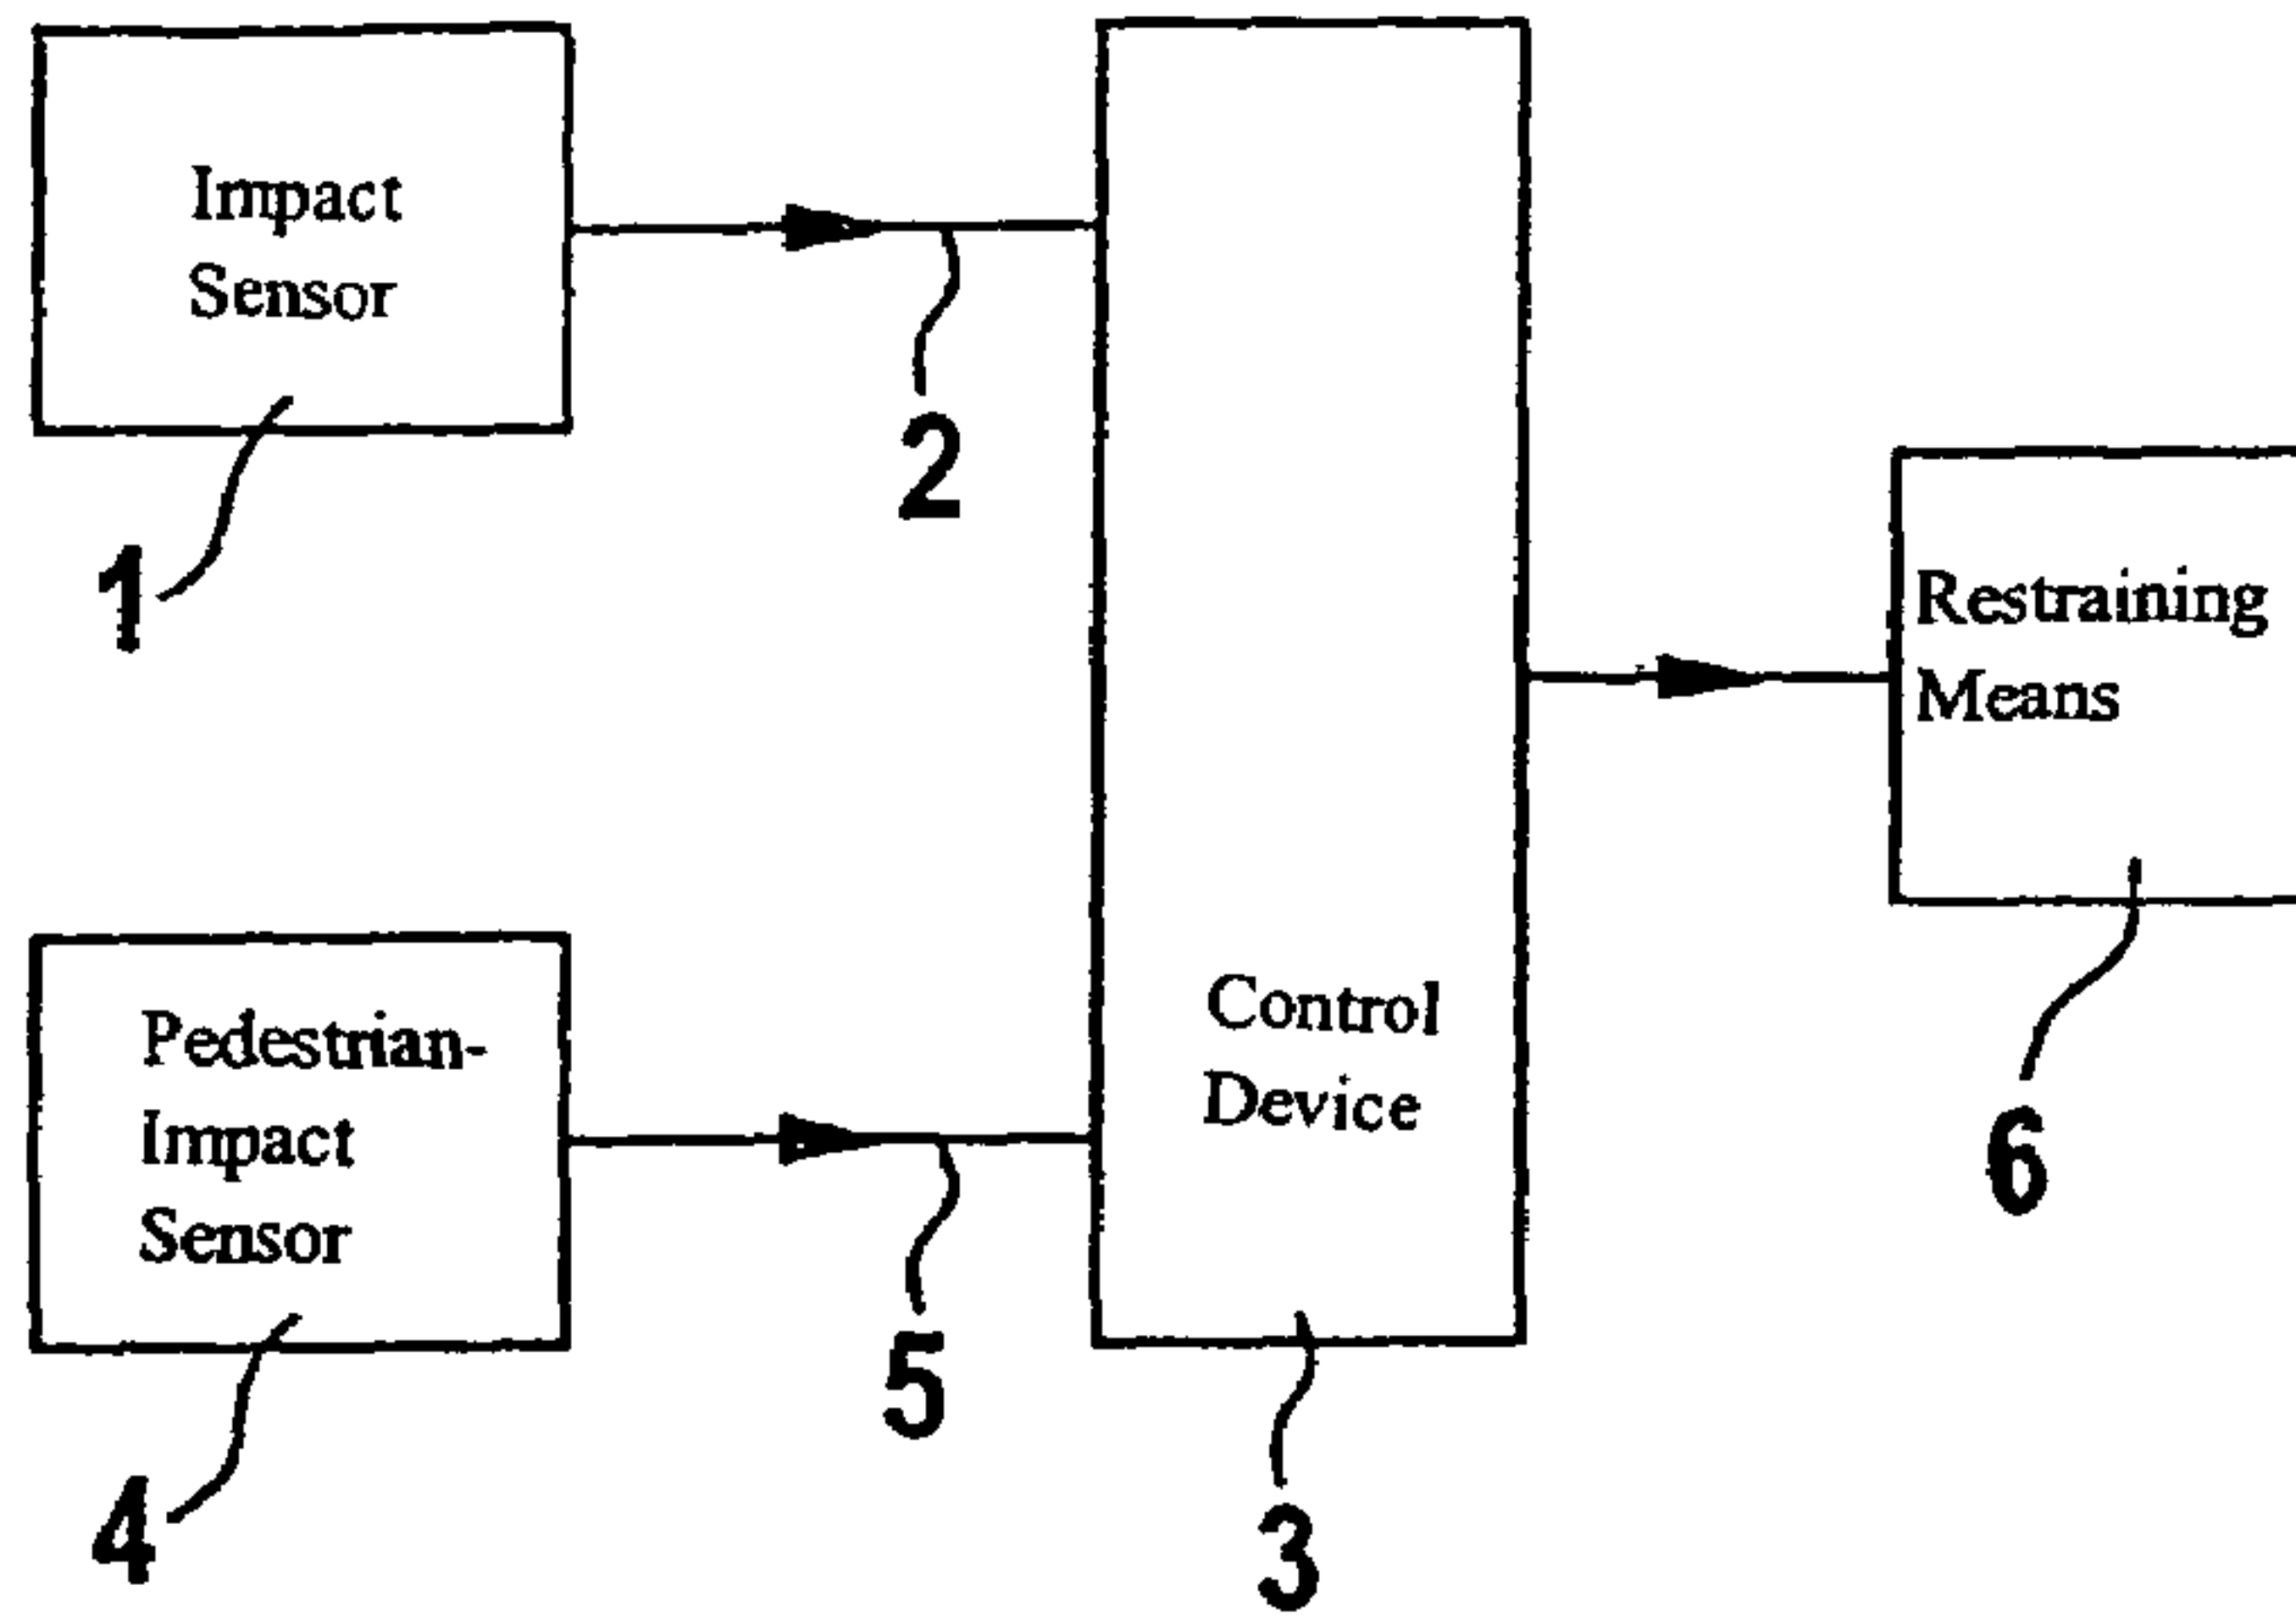 Impact
Sensor
1
2
Pedestrian-
Impact
Sensor
4
5
Control
Device
3
Restraining
Means
6